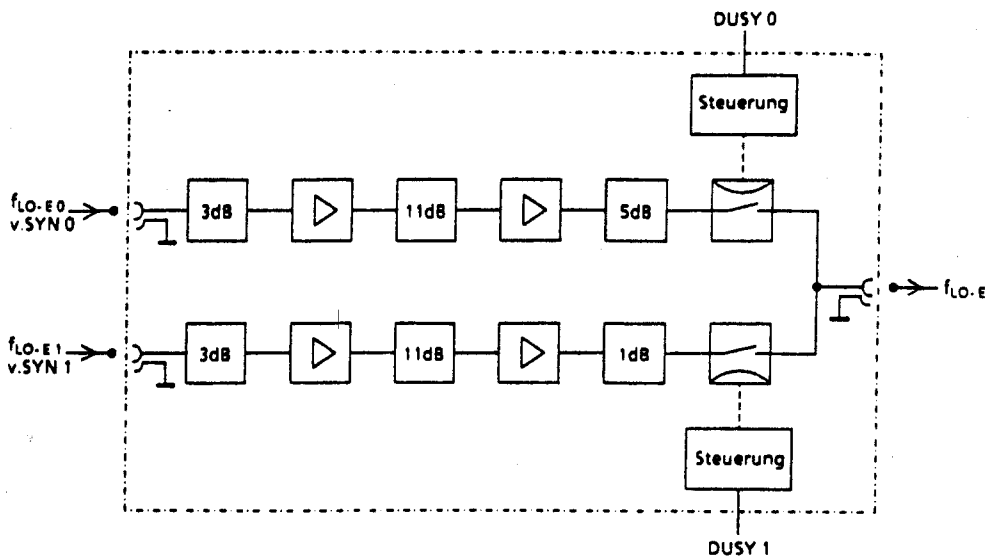 DUSY 0
Steuerung
fLO-E0
v.SYN 0
3dB
11dB
5dB
fLO-E
fLO-E1
v.SYN 1
3dB
11dB
1dB
Steuerung
DUSY 1